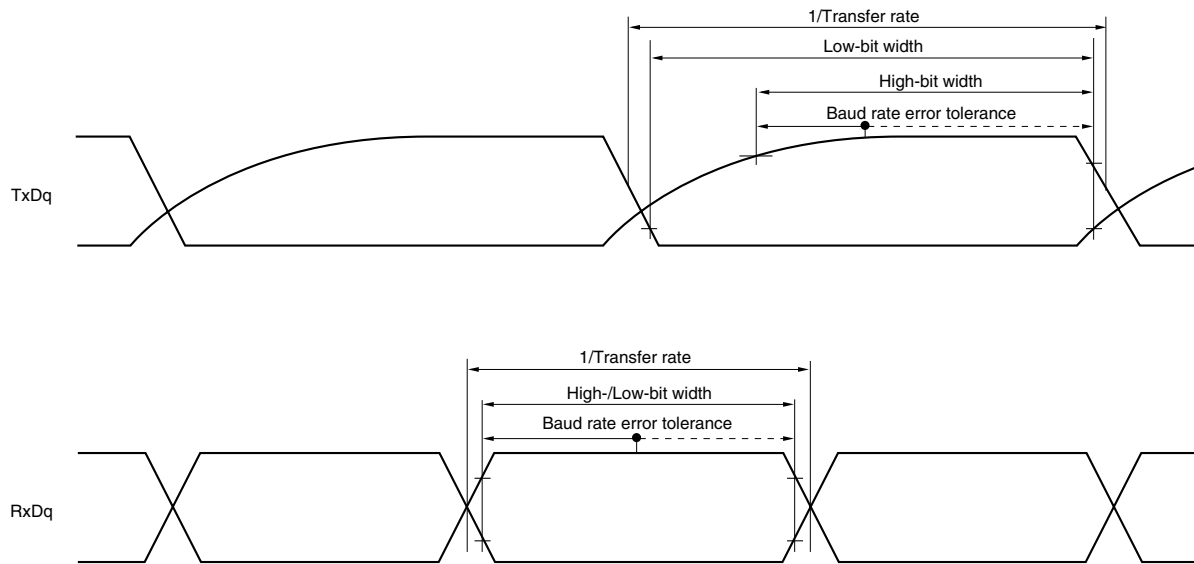 1/Transfer rate
Low-bit width
High-bit width
Baud rate error tolerance
TxDq
1/Transfer rate
High-/Low-bit width
Baud rate error tolerance
RxDq